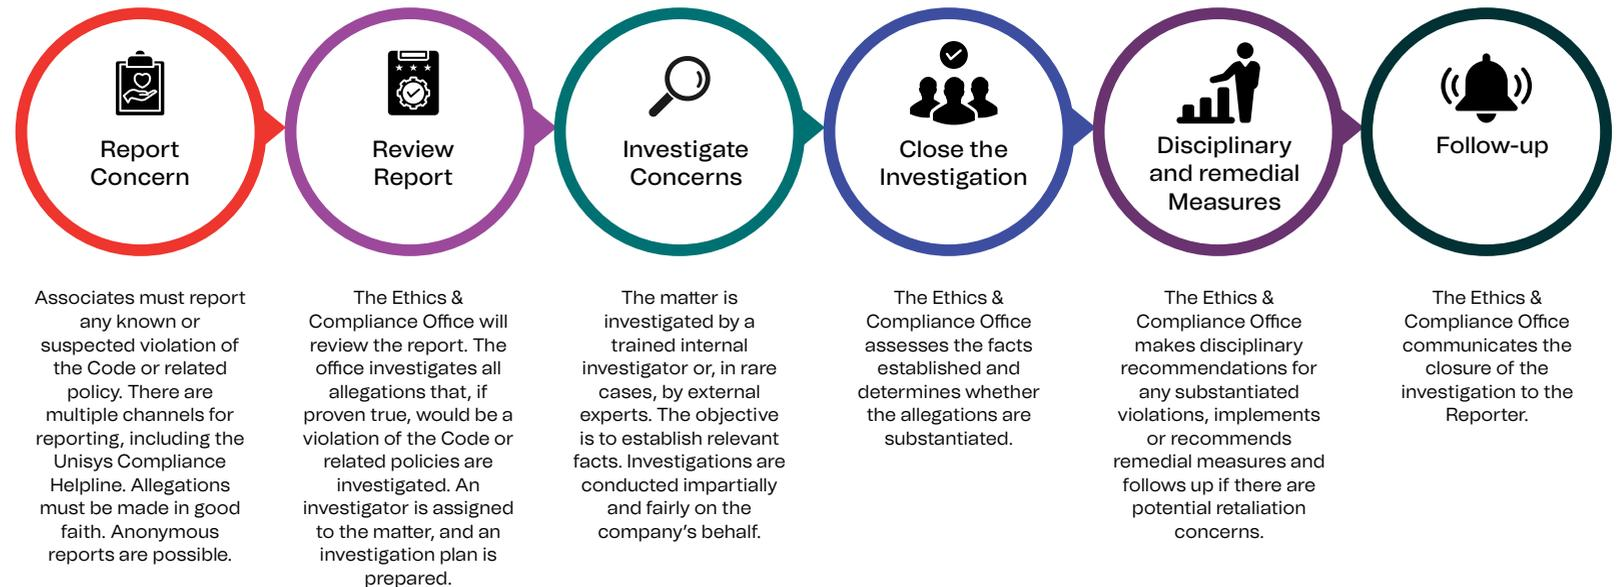 Report
Concern
Review
Report
Investigate
Concerns
Close the
Investigation
Disciplinary
and remedial
Measures
Follow-up
Associates must report
any known or
suspected violation of
the Code or related
policy. There are
multiple channels for
reporting, including the
Unisys Compliance
Helpline. Allegations
must be made in good
faith. Anonymous
reports are possible.
The Ethics &
Compliance Office will
review the report. The
office investigates all
allegations that, if
proven true, would be a
violation of the Code or
related policies are
investigated. An
investigator is assigned
to the matter, and an
investigation plan is
prepared.
The matter is
investigated by a
trained internal
investigator or, in rare
cases, by external
experts. The objective
is to establish relevant
facts. Investigations are
conducted impartially
and fairly on the
company’s behalf.
The Ethics &
Compliance Office
assesses the facts
established and
determines whether
the allegations are
substantiated.
The Ethics &
Compliance Office
makes disciplinary
recommendations for
any substantiated
violations, implements
or recommends
remedial measures and
follows up if there are
potential retaliation
concerns.
The Ethics &
Compliance Office
communicates the
closure of the
investigation to the
Reporter.